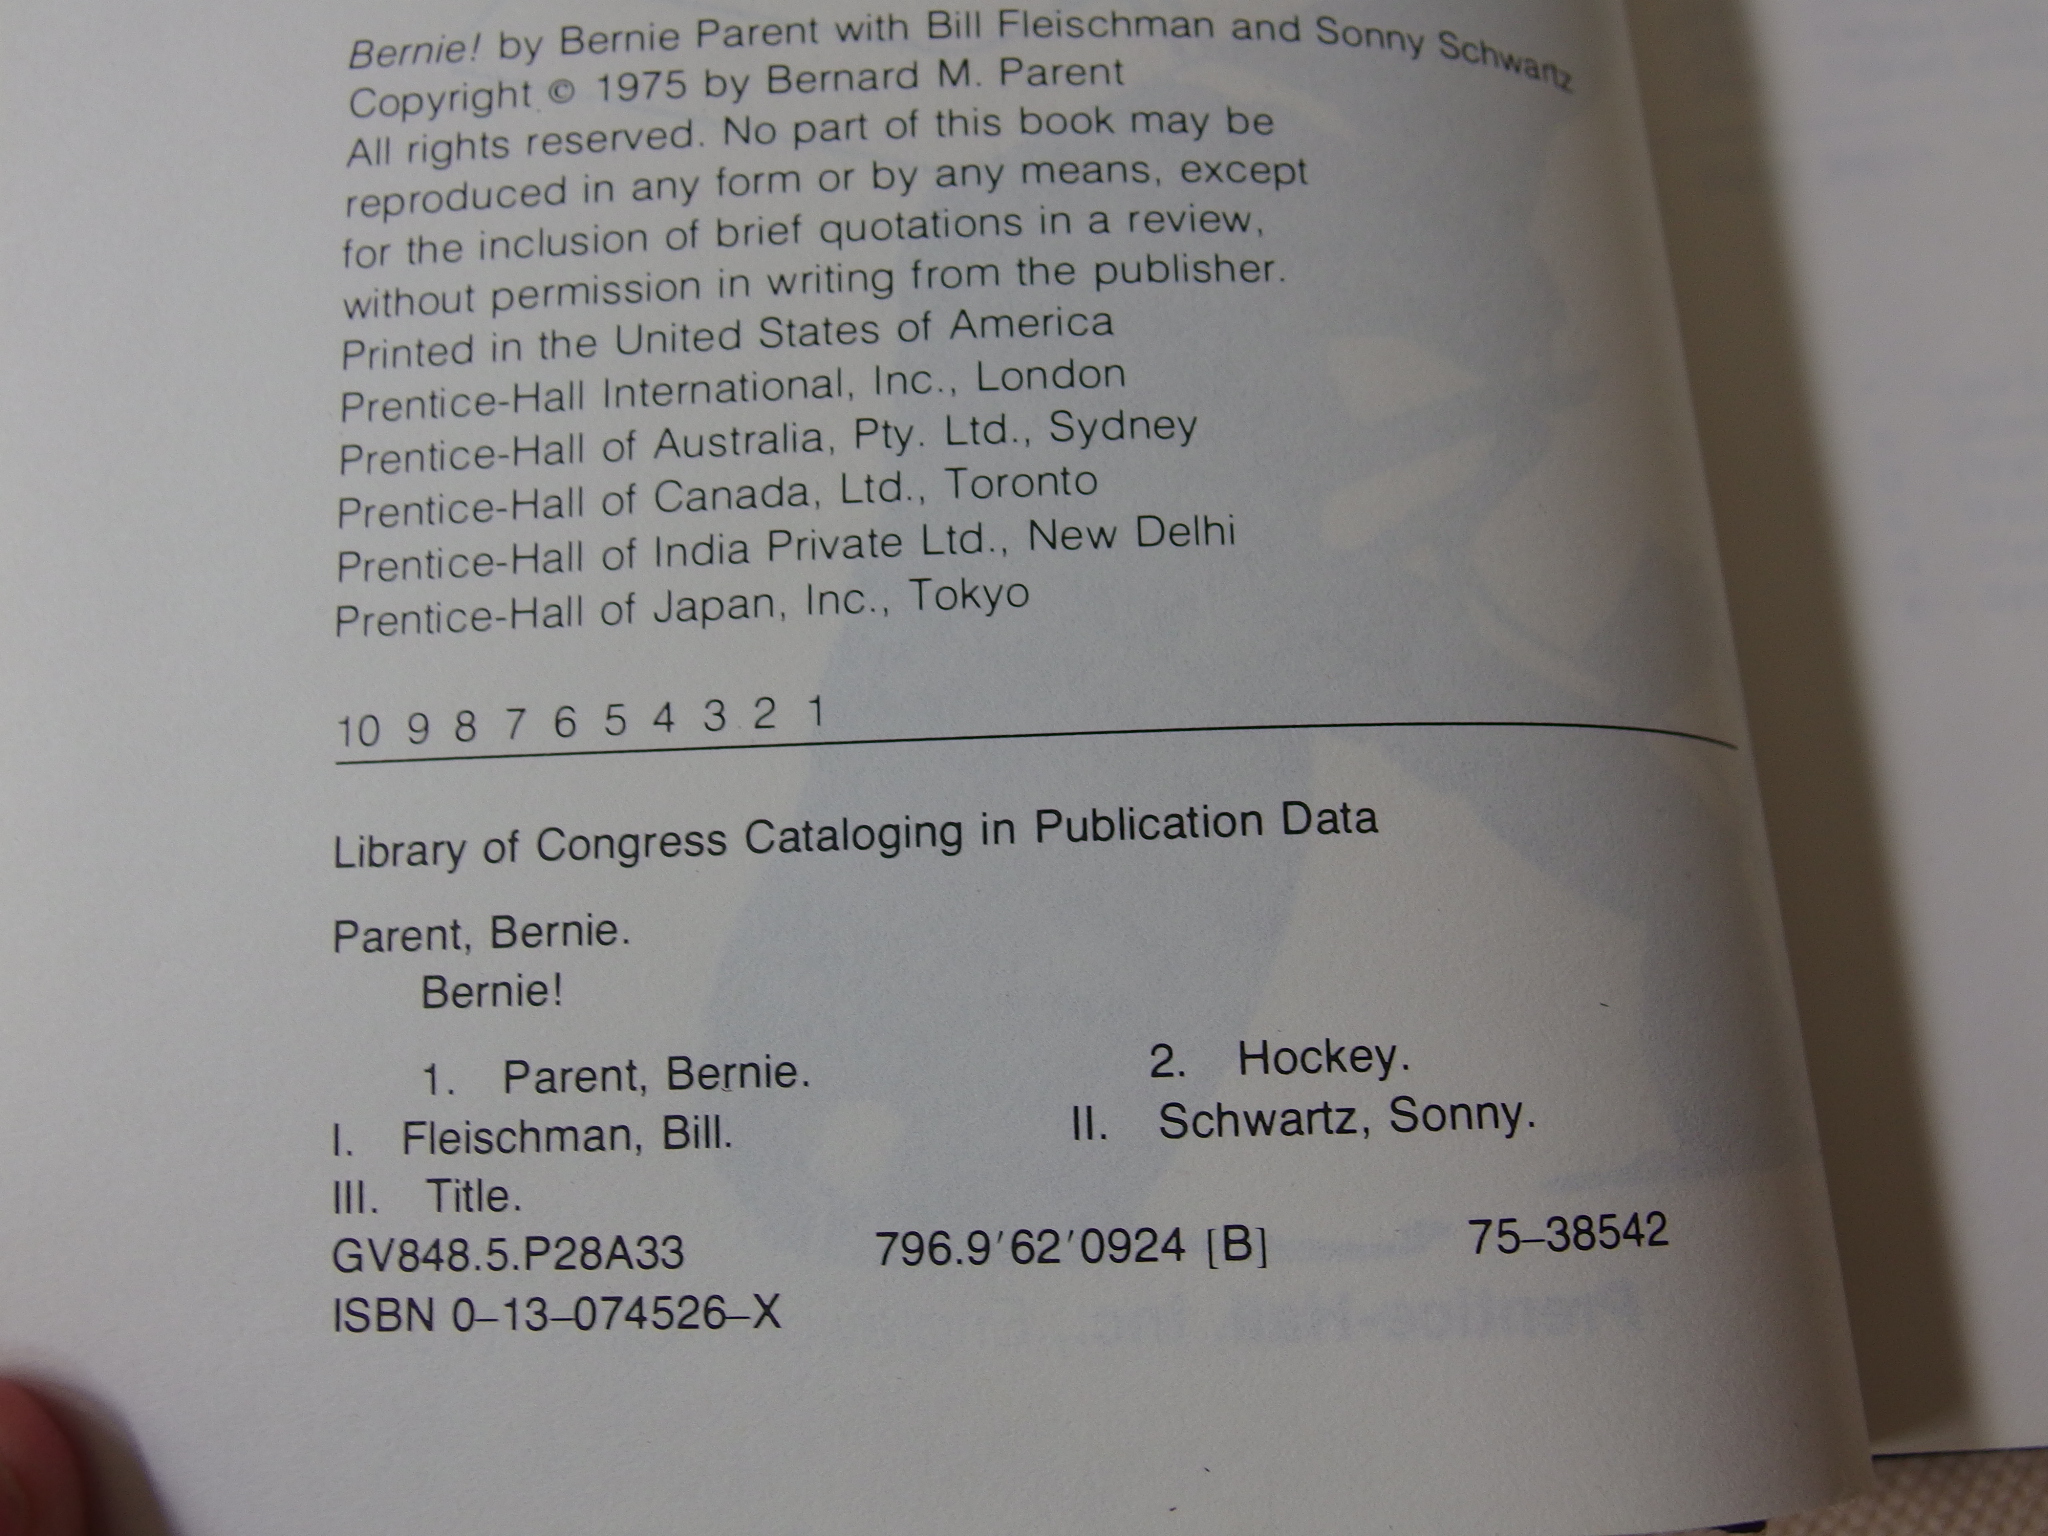 Bernie! by Bernie Parent with Bill Fleischman and Sonny Schwartz
Copyright © 1975 by Bernard M. Parent
All rights reserved. No part of this book may be
reproduced in any form or by any means, except
for the inclusion of brief quotations in a review,
without permission in writing from the publisher.
Printed in the United States of America
Prentice-Hall International, Inc., London
Prentice-Hall of Australia, Pty. Ltd., Sydney
Prentice-Hall of Canada, Ltd., Toronto
Prentice-Hall of India Private Ltd., New Delhi
Prentice-Hall of Japan, Inc., Tokyo
10 9 8 7 6 5 4 3 2 1
Library of Congress Cataloging in Publication Data
Parent, Bernie.
Bernie!
1. Parent, Bernie. 2. Hockey.
I. Fleischman, Bill. II. Schwartz, Sonny.
III. Title.
GV848.5.P28A33 796.9'62'0924 [B] 75–38542
ISBN 0–13–074526–X